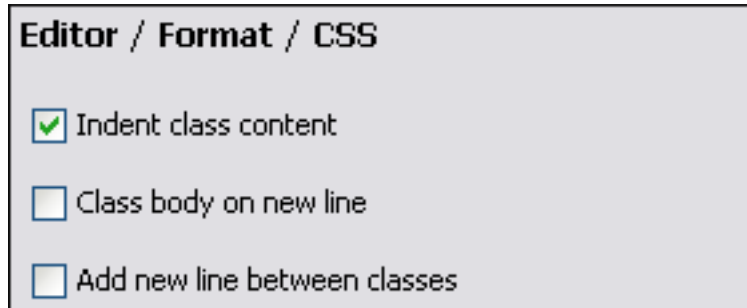 Editor / Format / CSS
Indent class content
Class body on new line
Add new line between classes